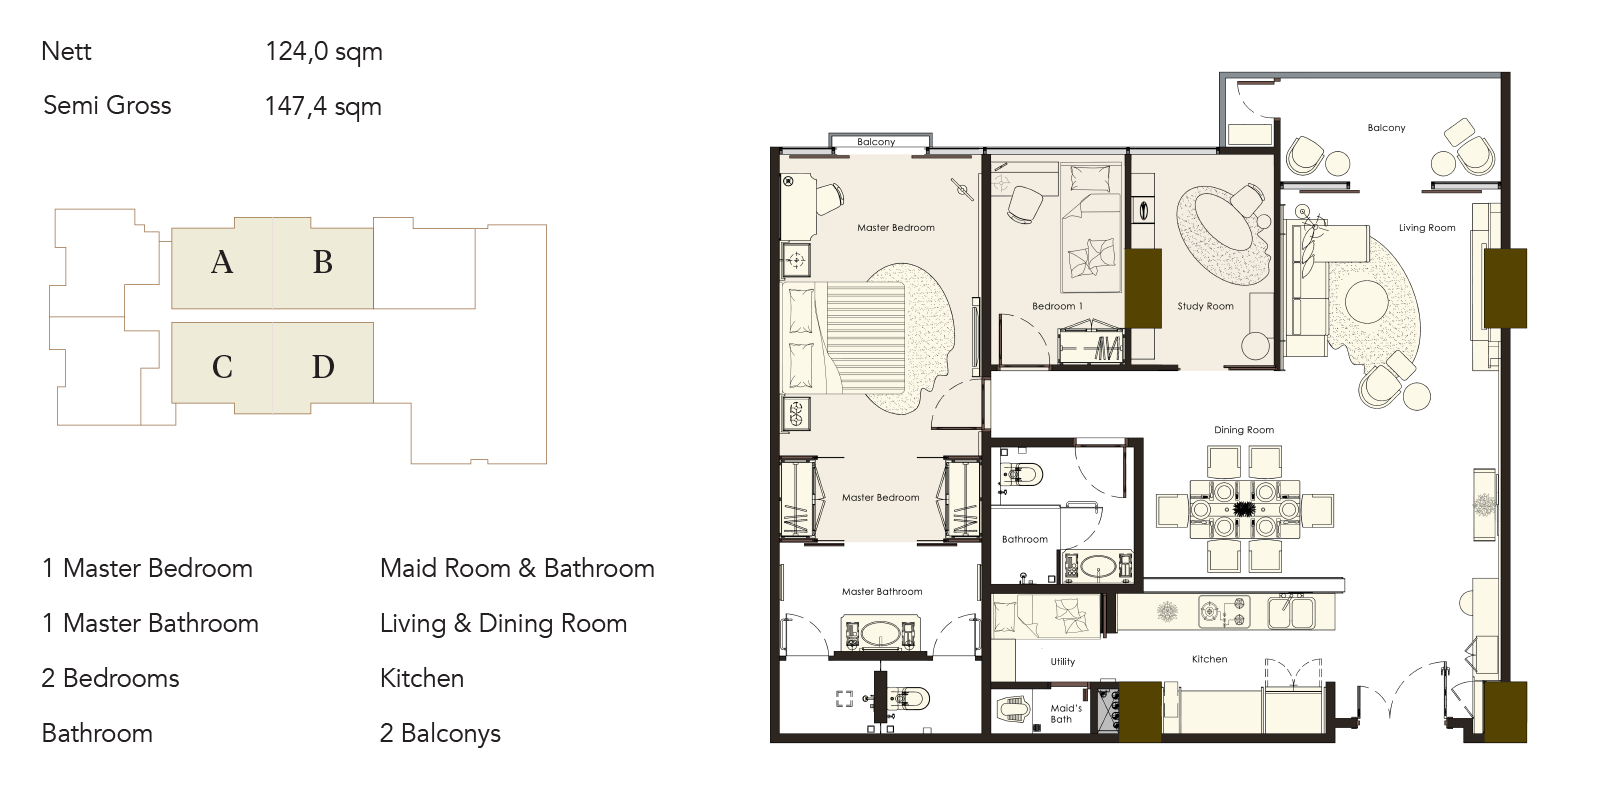 Nett 124,0 sqm
Semi Gross 147,4 sqm
A B
C D
1 Master Bedroom Maid Room & Bathroom
1 Master Bathroom Living & Dining Room
2 Bedrooms Kitchen
Bathroom 2 Balconys
Balcony
Balcony
Master Bedroom
Living Room
Bedroom 1
Study Room
Dining Room
Master Bedroom
Bathroom
Master Bathroom
Utility
Kitchen
Maid's
Bath